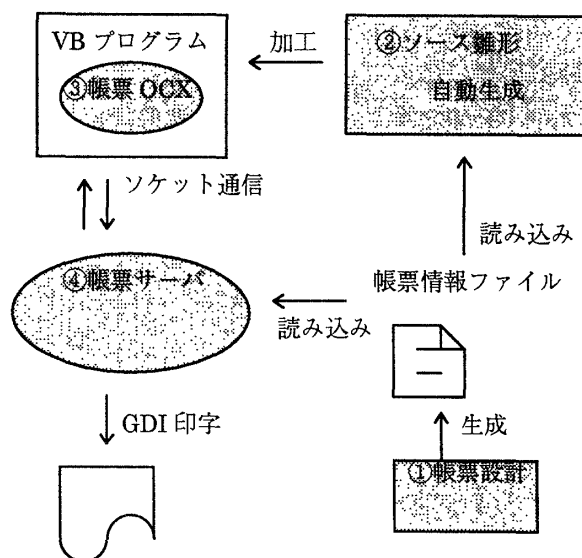 VB プログラム
③帳票 OCX
加工
②ソース雛形
自動生成
ソケット通信
読み込み
④帳票サーバ
帳票情報ファイル
読み込み
GDI 印字
生成
①帳票設計